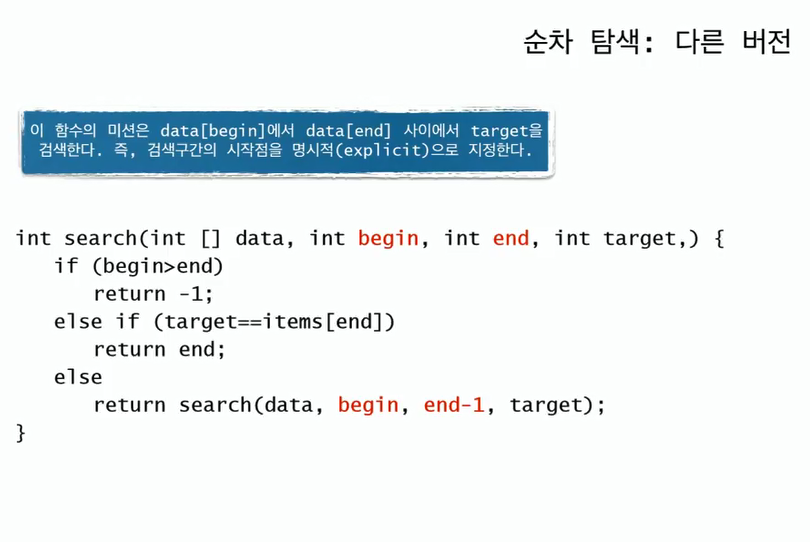 순차 탐색: 다른 버전
이 함수의 미션은 data[begin]에서 data[end] 사이에서 target을
검색한다. 즉, 검색구간의 시작점을 명시적(explicit)으로 지정한다.
int search(int [] data, int begin, int end, int target,) {
if (begin>end)
return -1;
else if (target==items[end])
return end;
else
return search(data, begin, end-1, target);
}